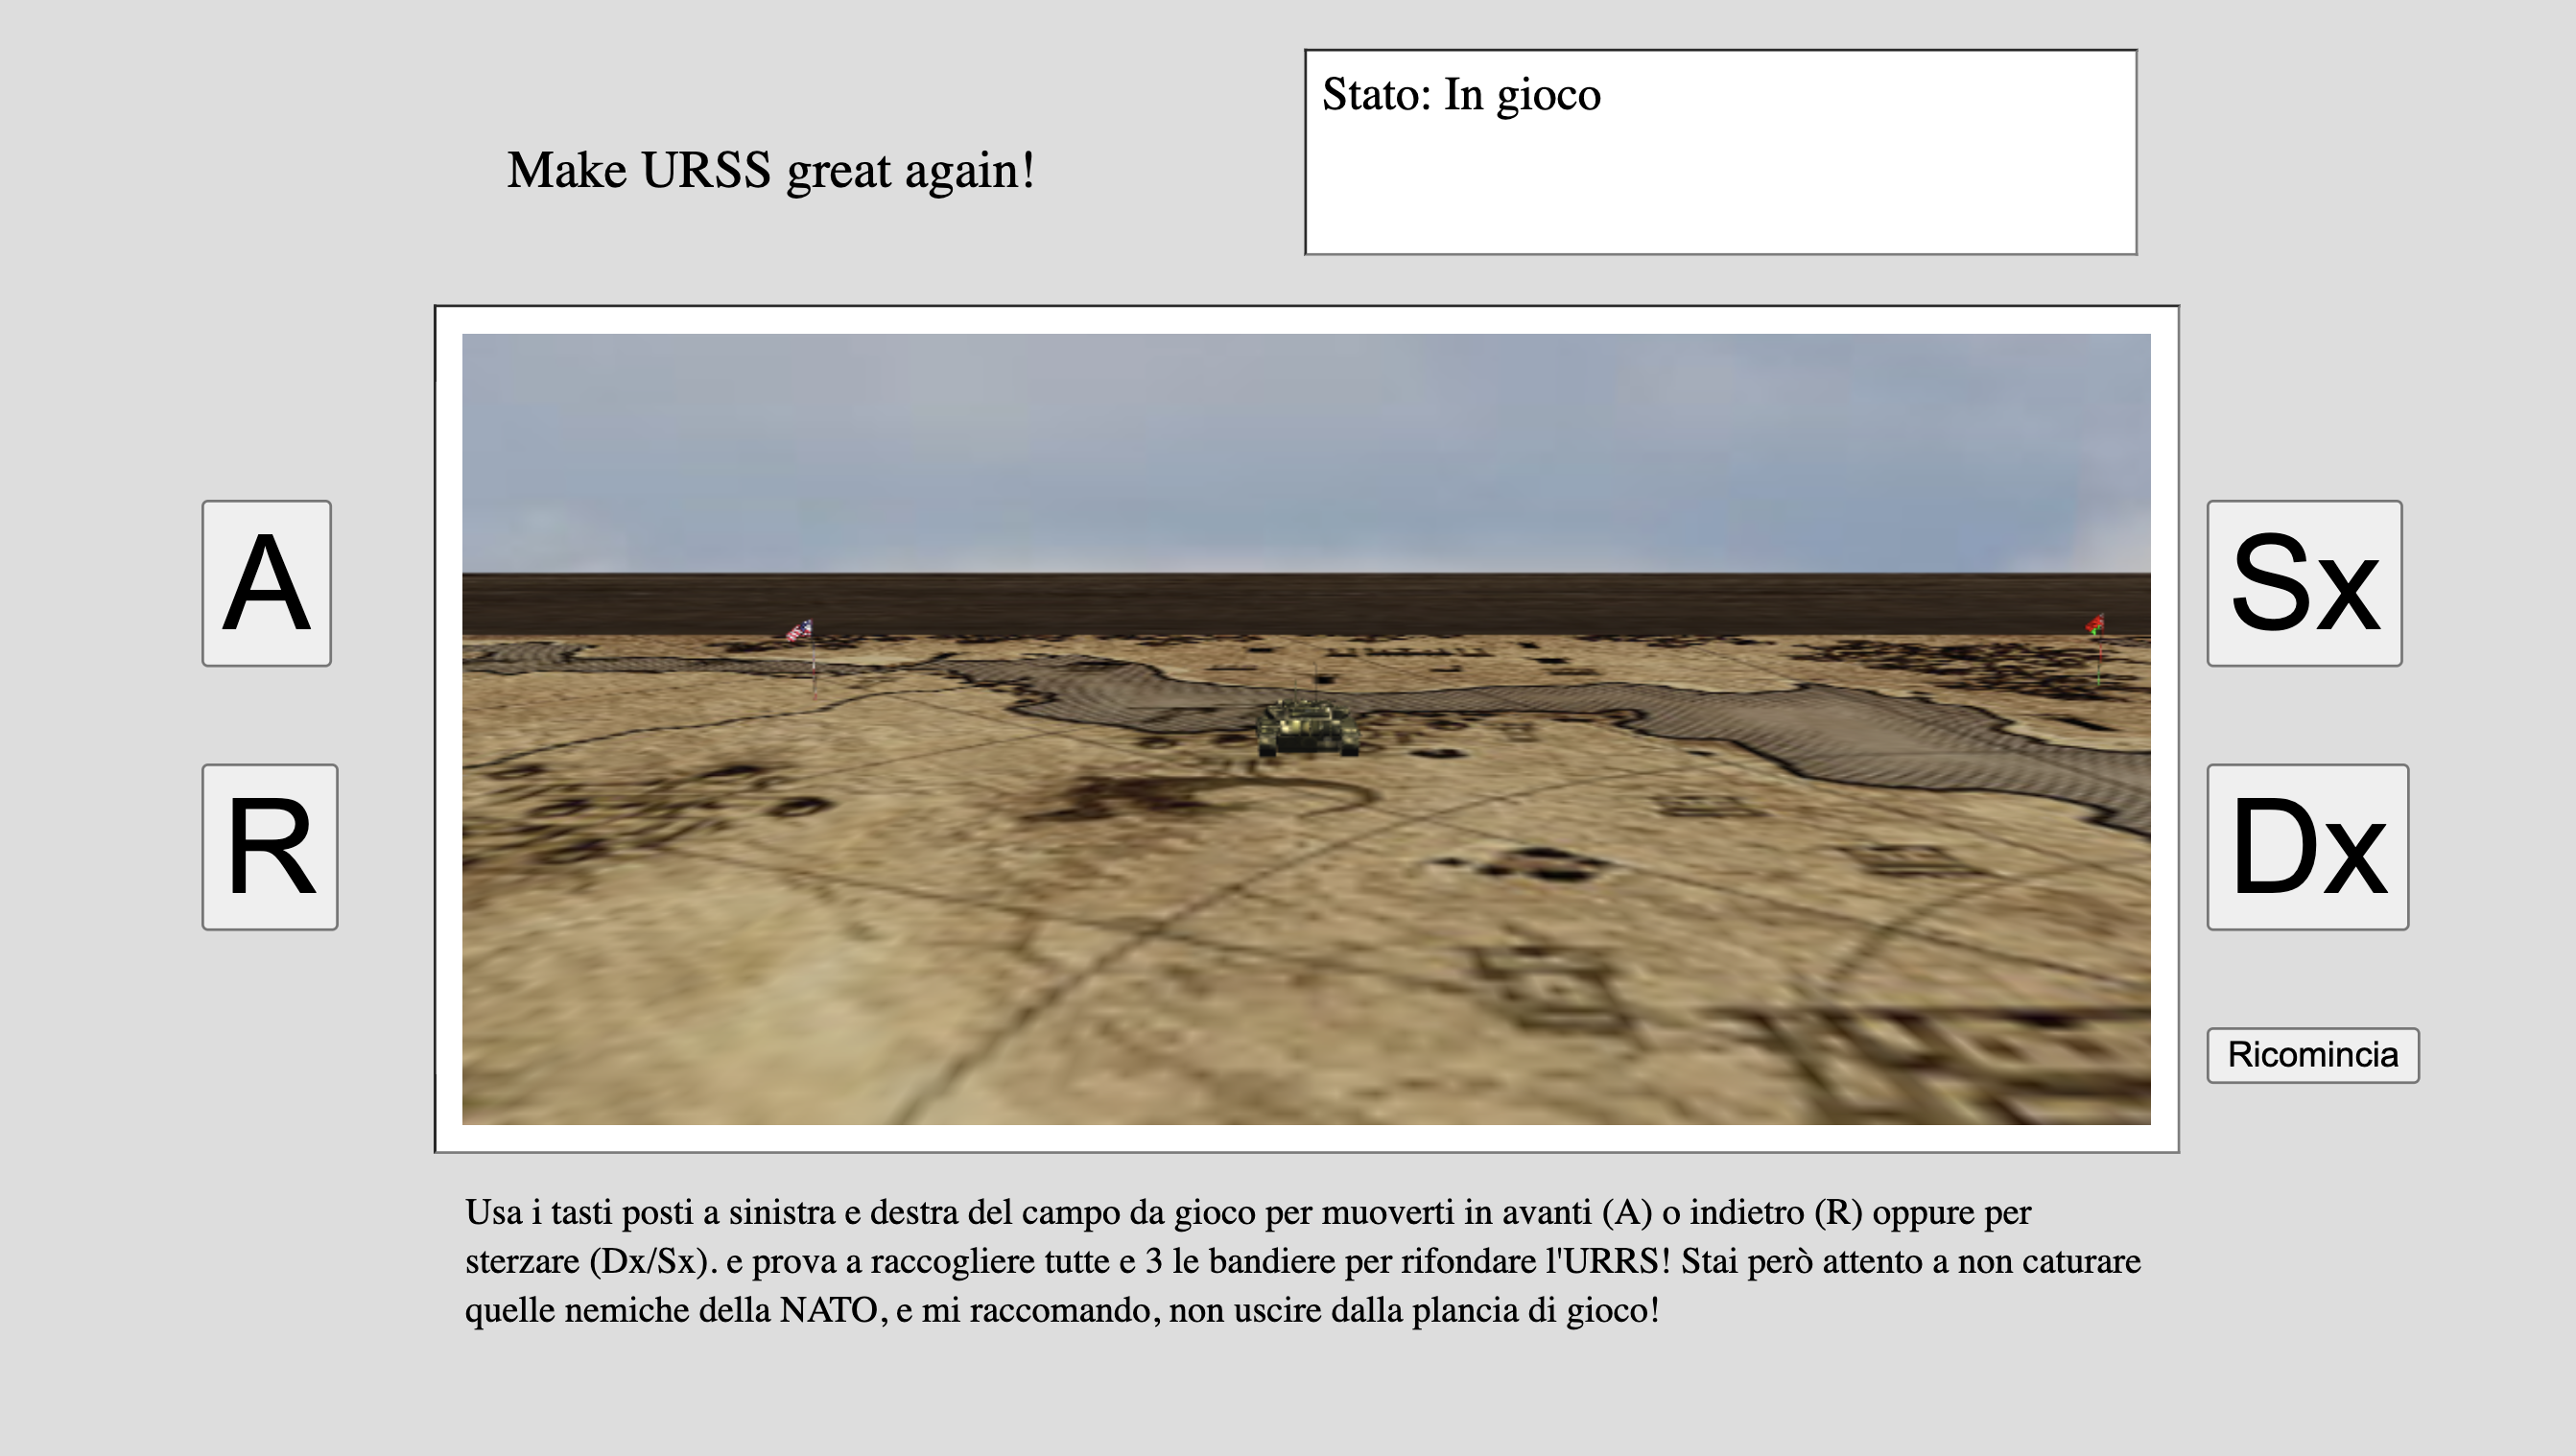 Stato: In gioco
Make URSS great again!
A
Sx
R
Dx
Ricomincia
Usa i tasti posti a sinistra e destra del campo da gioco per muoverti in avanti (A) o indietro (R) oppure per
sterzare (Dx/Sx). e prova a raccogliere tutte e 3 le bandiere per rifondare l'URRS! Stai però attento a non caturare
quelle nemiche della NATO, e mi raccomando, non uscire dalla plancia di gioco!